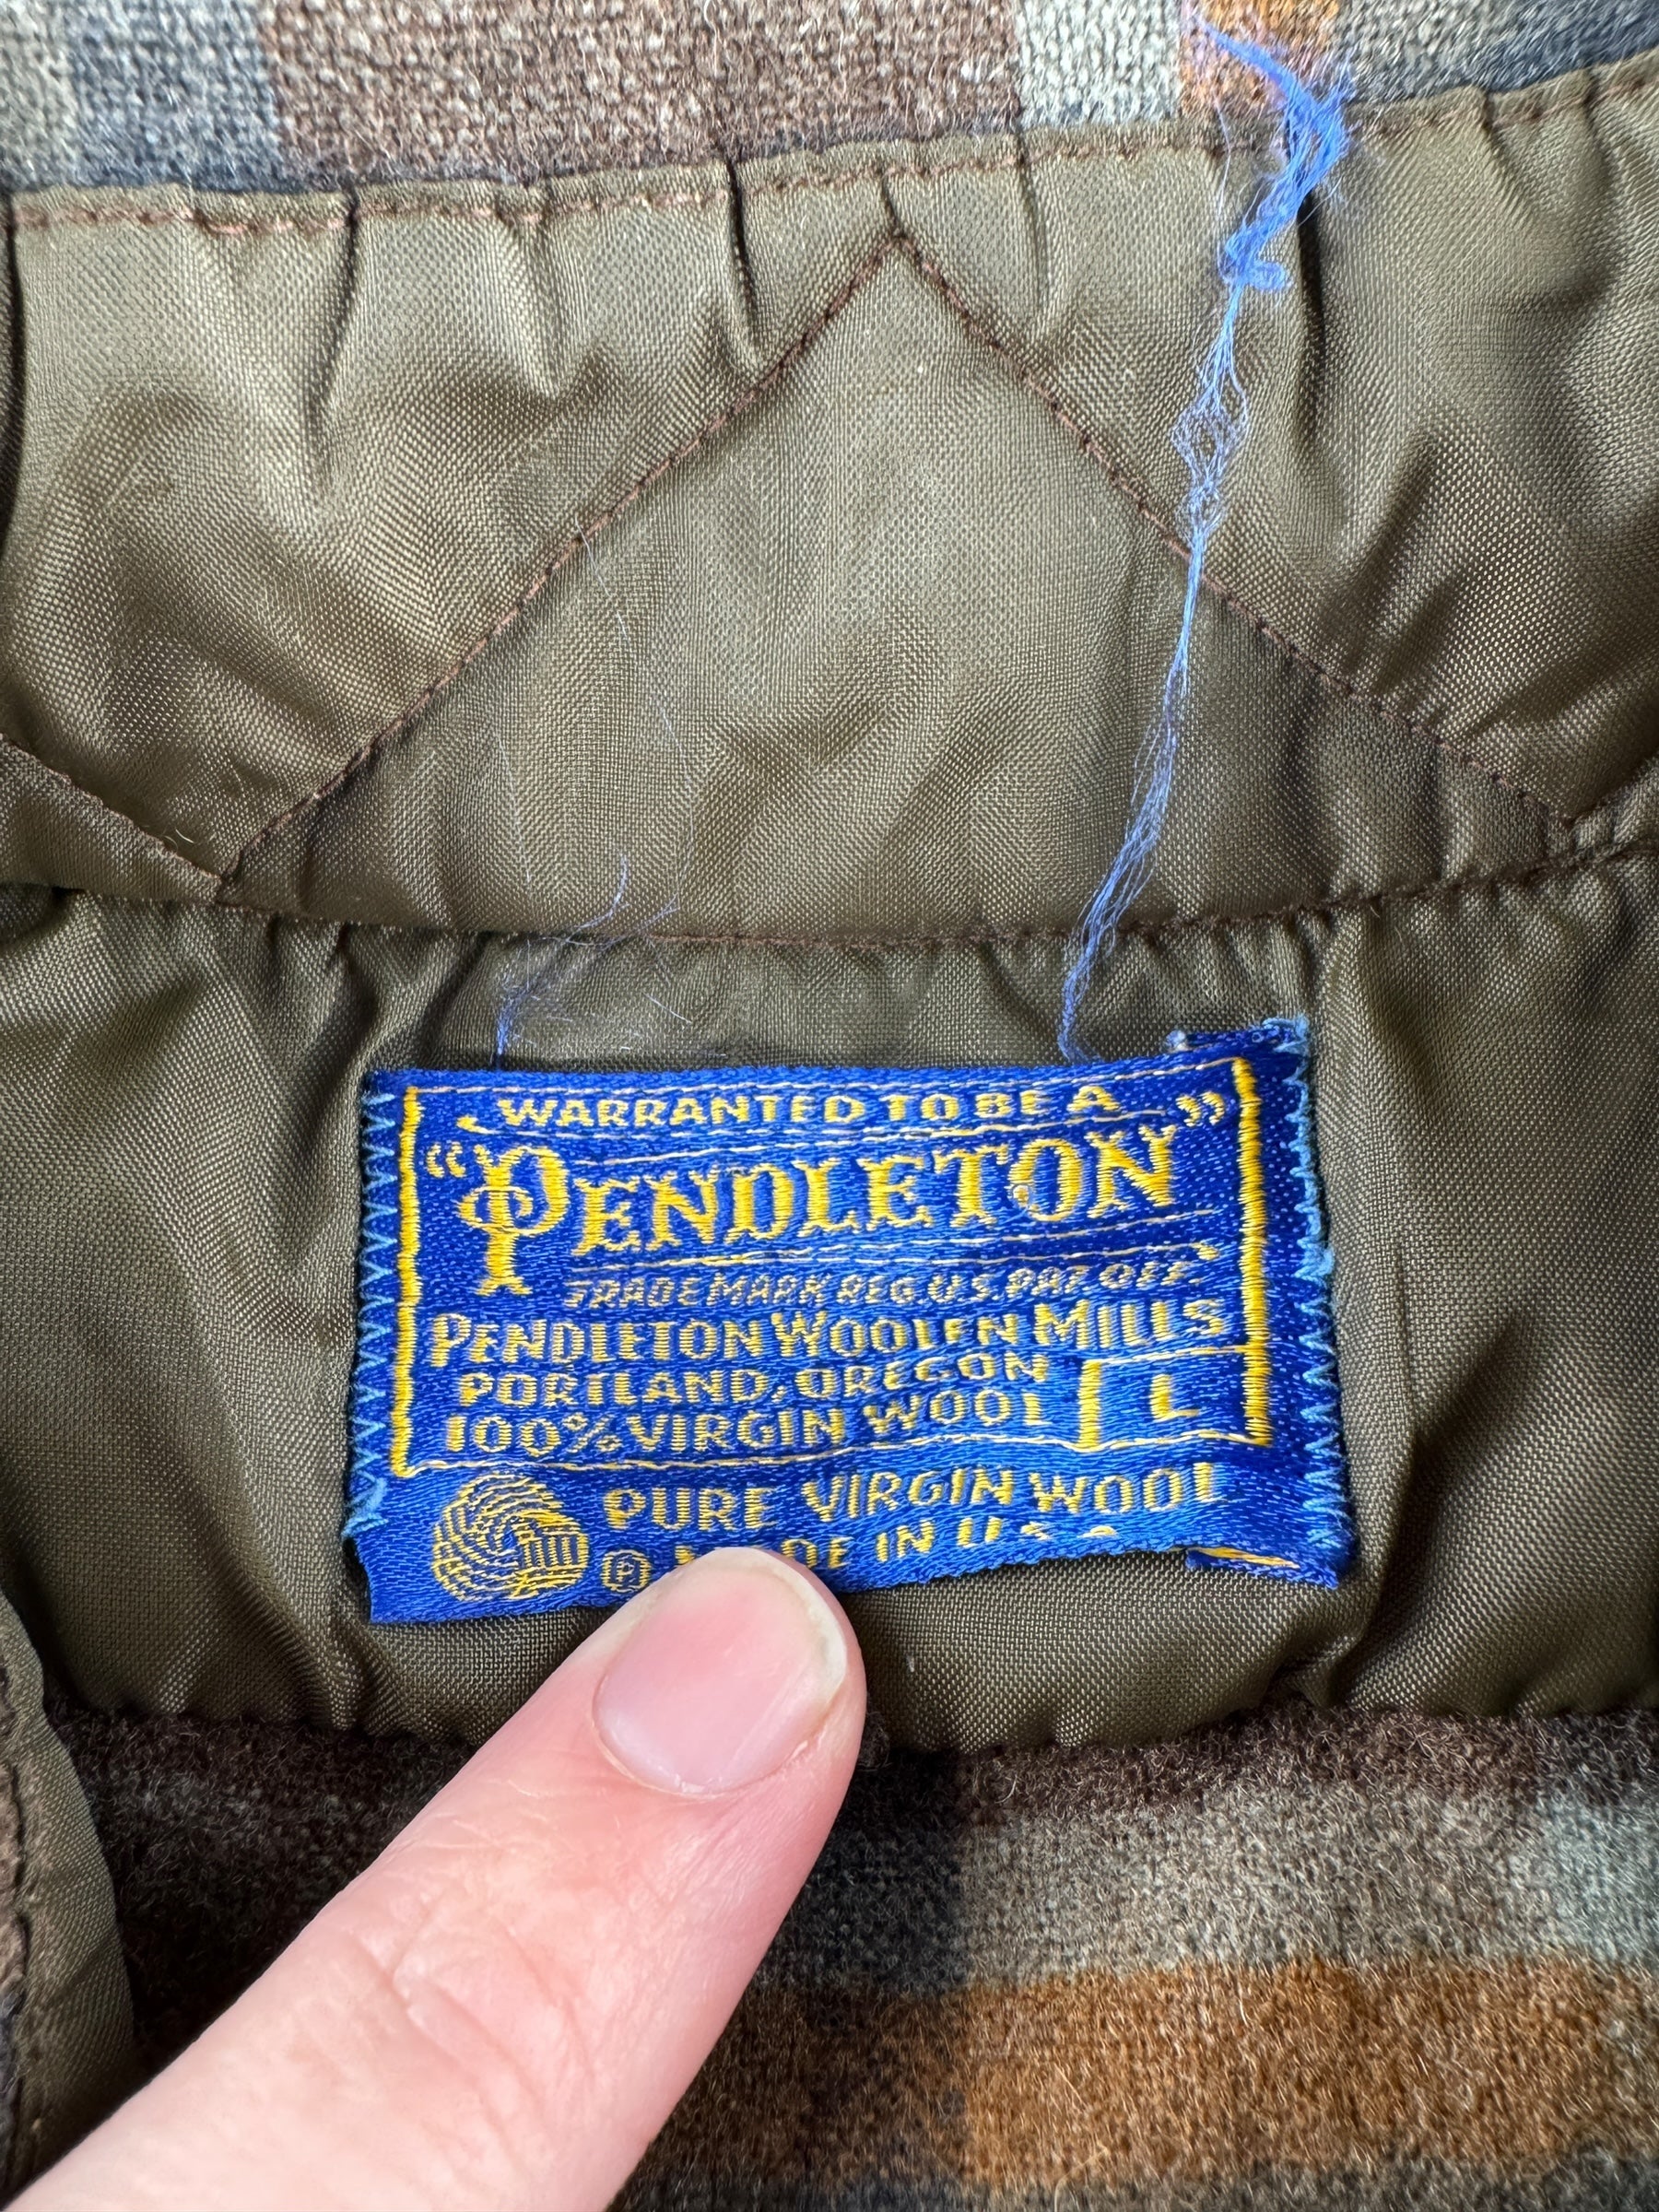 WARRANTED TO BE A
"PENDLETON"
TRADE MARK REG. U.S. PAT. OFF.
PENDLETON WOOLEN MILLS
PORTLAND, OREGON
100% VIRGIN WOOL L
PURE VIRGIN WOOL
Ⓟ IN U.S.A.